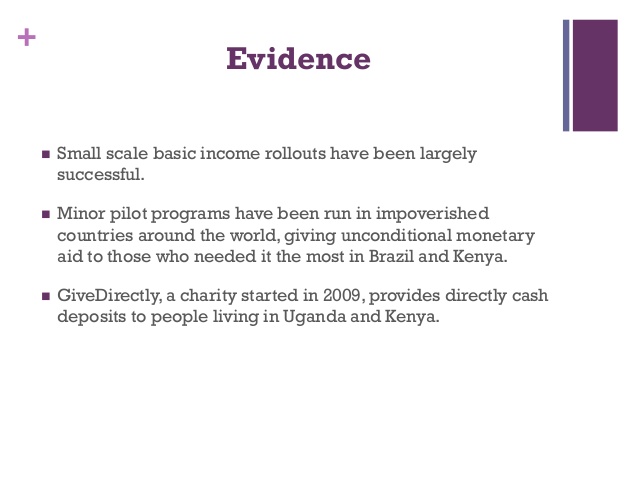 +
Evidence
■ Small scale basic income rollouts have been largely
successful.
■ Minor pilot programs have been run in impoverished
countries around the world, giving unconditional monetary
aid to those who needed it the most in Brazil and Kenya.
■ GiveDirectly, a charity started in 2009, provides directly cash
deposits to people living in Uganda and Kenya.